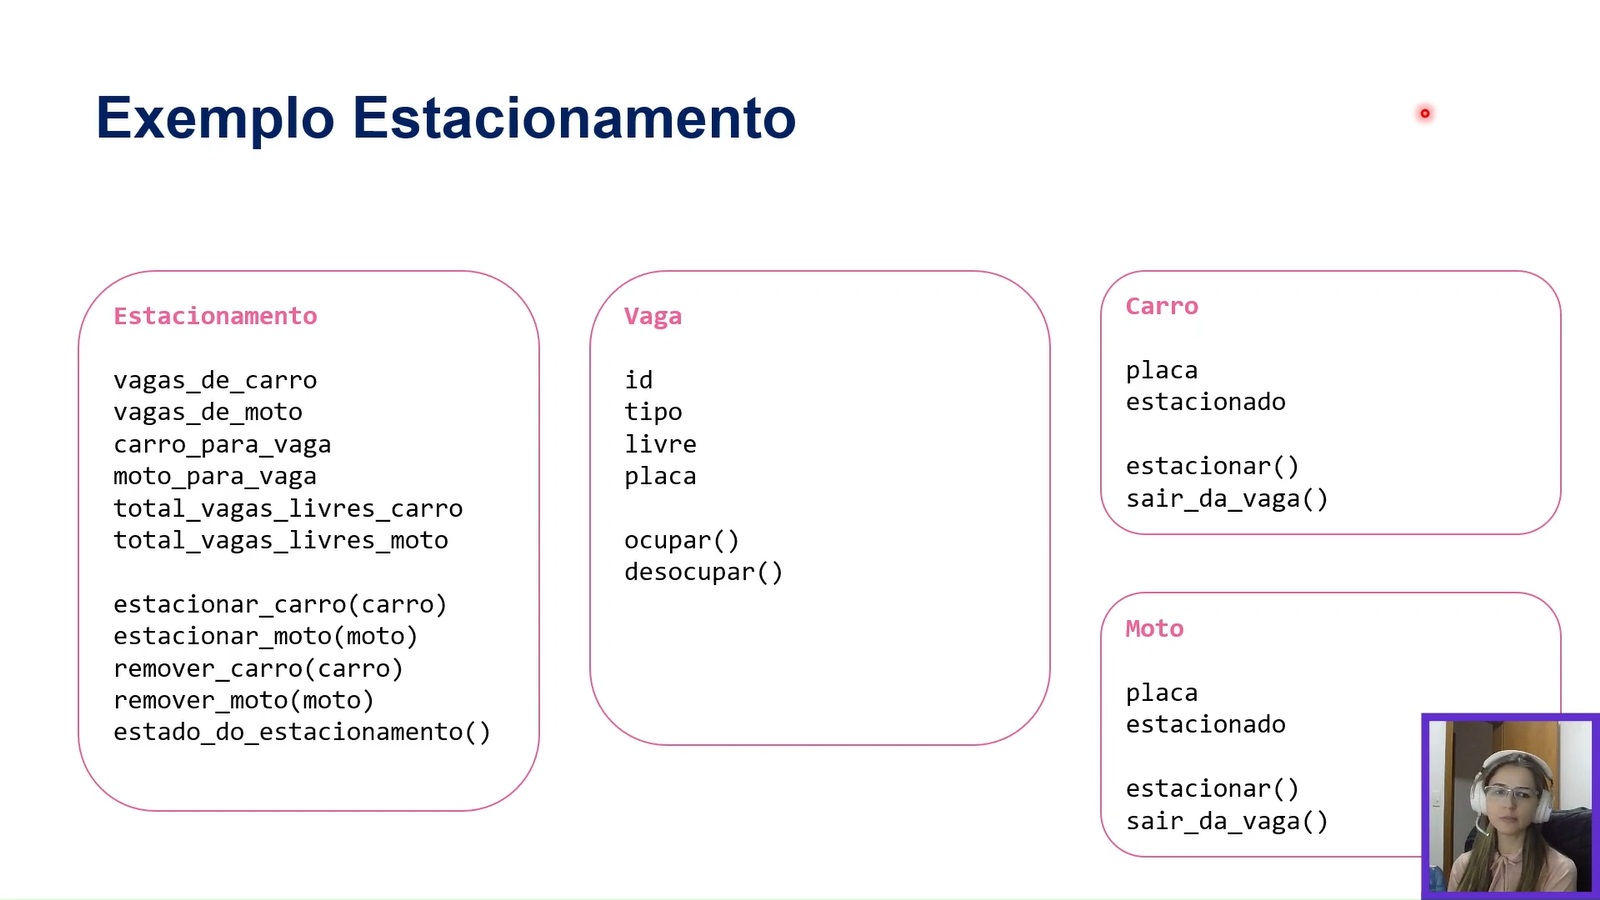 Exemplo Estacionamento
Estacionamento
vagas_de_carro
vagas_de_moto
carro_para_vaga
moto_para_vaga
total_vagas_livres_carro
total_vagas_livres_moto
estacionar_carro(carro)
estacionar_moto(moto)
remover_carro(carro)
remover_moto(moto)
estado_do_estacionamento()
Vaga
id
tipo
livre
placa
ocupar()
desocupar()
Carro
placa
estacionado
estacionar()
sair_da_vaga()
Moto
placa
estacionado
estacionar()
sair_da_vaga()